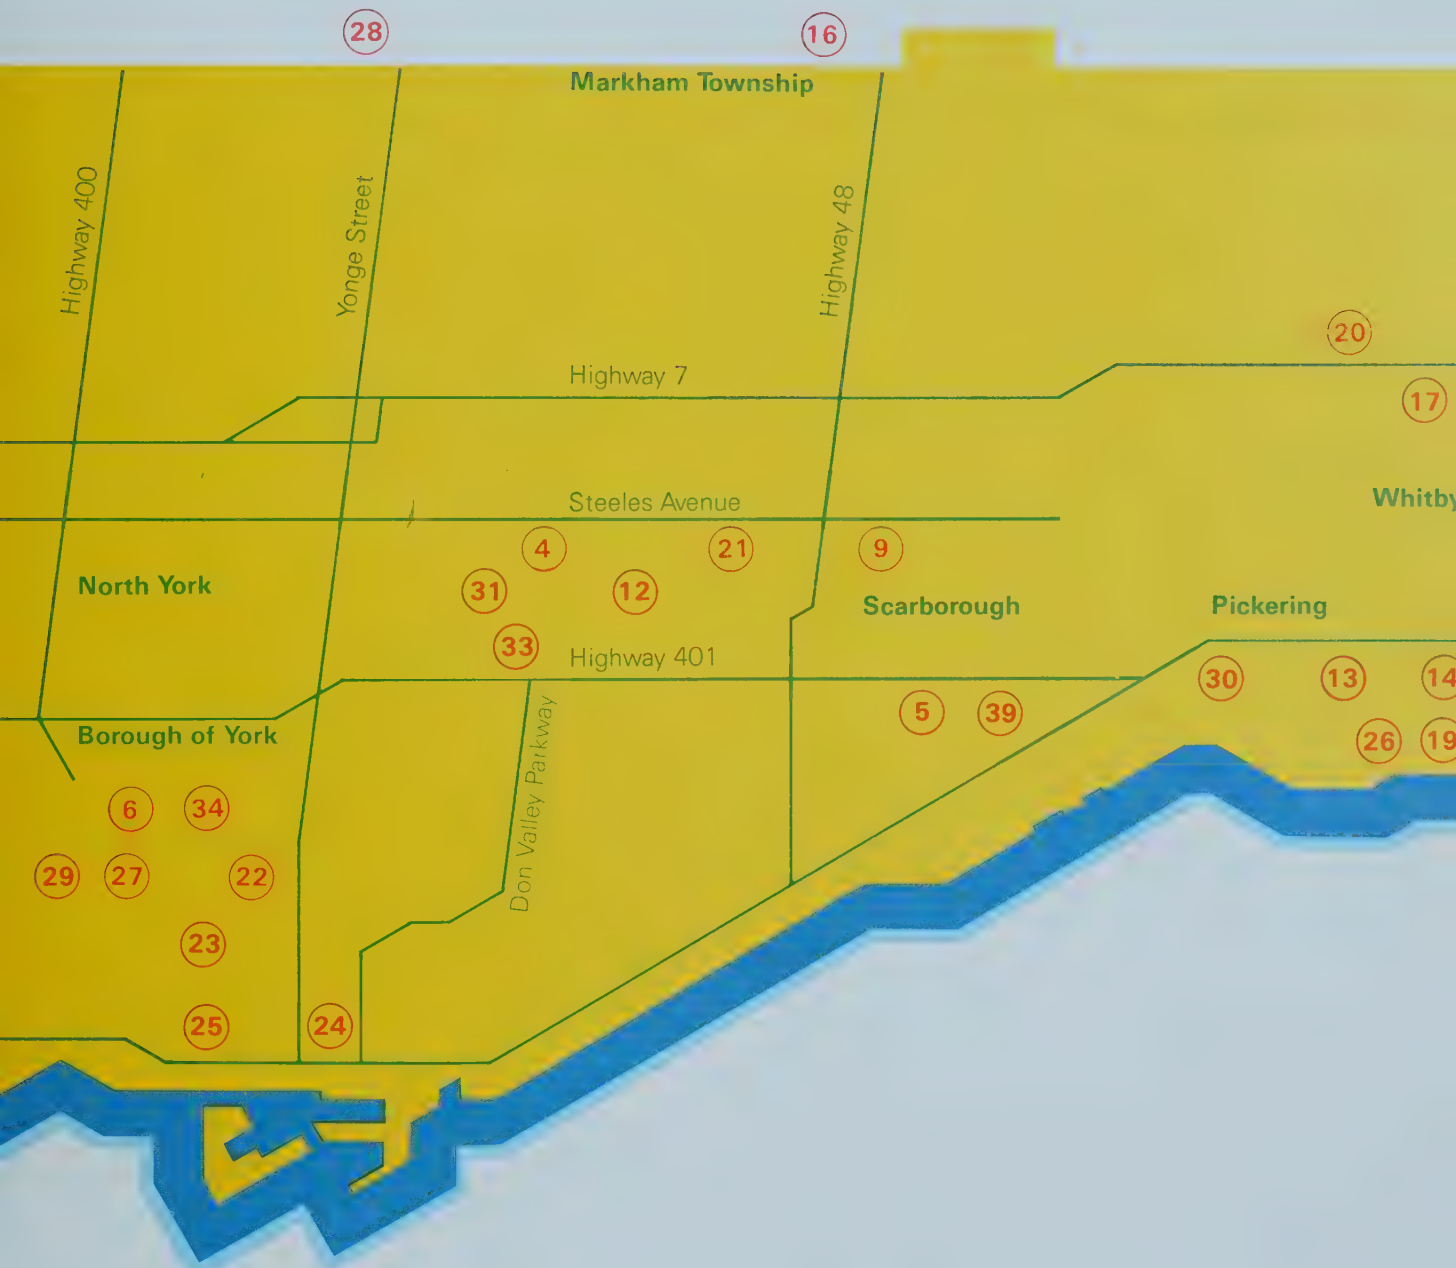 28
16
Markham Township
Highway 400
Yonge Street
Highway 48
20
Highway 7
17
Whitby
Steeles Avenue
4
21
9
31
12
North York
Scarborough
Pickering
33
Highway 401
30
13
14
5
39
Borough of York
26
19
Don Valley Parkway
6
34
29
27
22
23
25
24